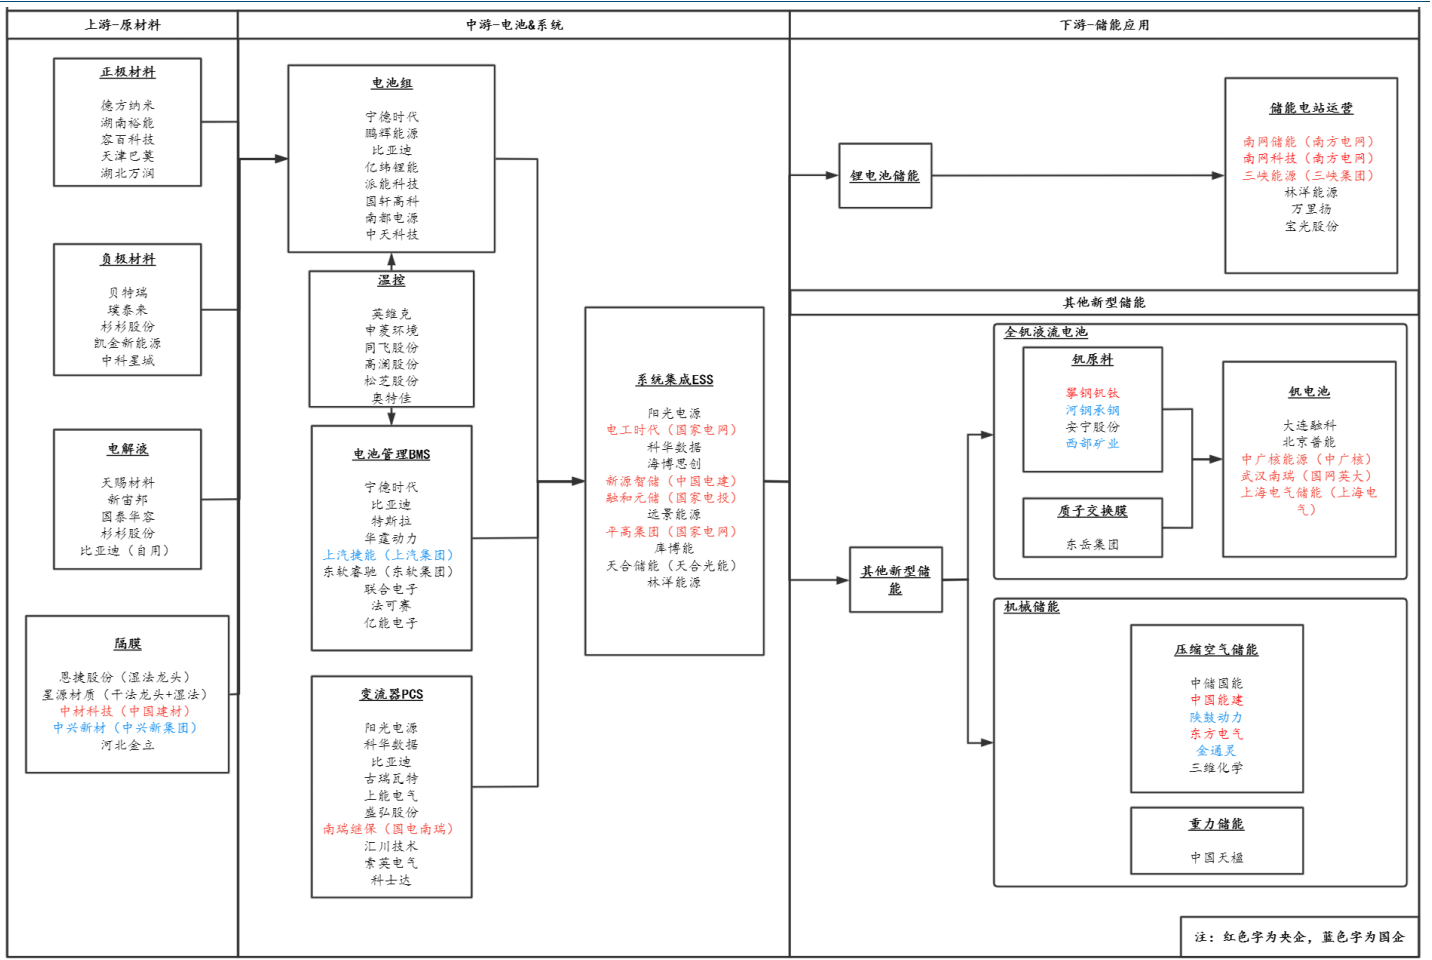 上游-原材料
中游-电池&系统
下游-储能应用
正极材料
德方纳米
湖南裕能
容百科技
天津巴莫
湖北万润
负极材料
贝特瑞
璞泰来
杉杉股份
凯金新能源
中科星城
电解液
天赐材料
新宙邦
国泰华容
杉杉股份
比亚迪（自用）
隔膜
恩捷股份（湿法龙头）
星源材质（干法龙头+湿法）
中材科技（中国建材）
中兴新材（中兴新集团）
河北金立
电池组
宁德时代
鹏辉能源
比亚迪
亿纬锂能
派能科技
国轩高科
南都电源
中天科技
温控
英维克
申菱环境
同飞股份
高澜股份
松芝股份
奥特佳
电池管理BMS
宁德时代
比亚迪
特斯拉
华霆动力
上汽捷能（上汽集团）
东软睿驰（东软集团）
联合电子
法可赛
亿能电子
变流器PCS
阳光电源
科华数据
比亚迪
古瑞瓦特
上能电气
盛弘股份
南瑞继保（国电南瑞）
汇川技术
索英电气
科士达
系统集成ESS
阳光电源
电工时代（国家电网）
科华数据
海博思创
新源智储（中国电建）
融和元储（国家电投）
远景能源
平高集团（国家电网）
库博能
天合储能（天合光能）
林洋能源
锂电池储能
储能电站运营
南网储能（南方电网）
南网科技（南方电网）
三峡能源（三峡集团）
林洋能源
万里扬
宝光股份
其他新型储能
其他新型储
能
全钒液流电池
钒原料
攀钢钒钛
河钢承钢
安宁股份
西部矿业
质子交换膜
东岳集团
钒电池
大连融科
北京普能
中广核能源（中广核）
武汉南瑞（国网英大）
上海电气储能（上海电
气）
机械储能
压缩空气储能
中储国能
中国能建
陕鼓动力
东方电气
金通灵
三维化学
重力储能
中国天楹
注：红色字为央企，蓝色字为国企